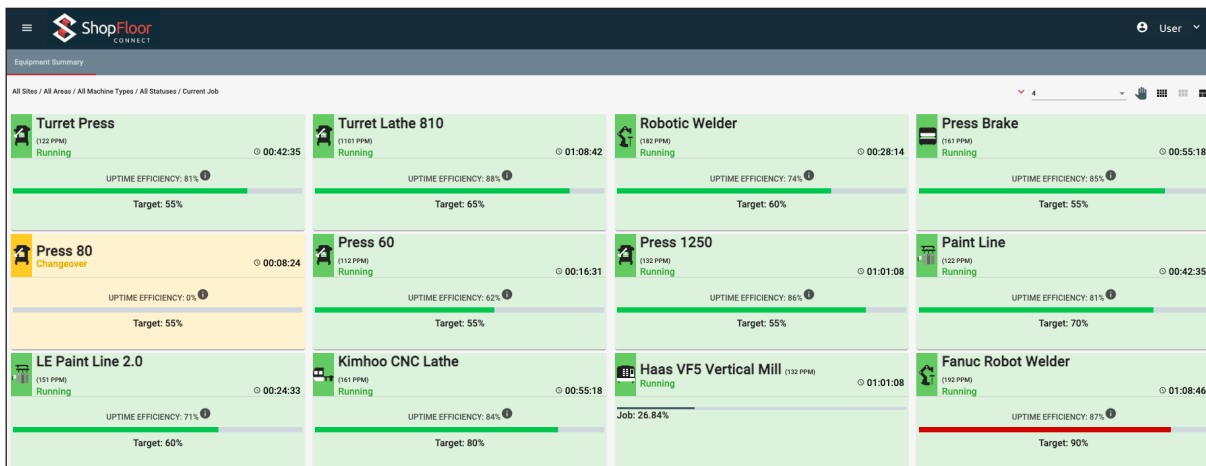 ShopFloor
CONNECT
User
Equipment Summary
All Sites / All Areas / All Machine Types / All Statuses / Current Job
4
Turret Press
(122 PPM)
Running
00:42:35
UPTIME EFFICIENCY: 81%
Target: 55%
Turret Lathe 810
(1101 PPM)
Running
01:08:42
UPTIME EFFICIENCY: 88%
Target: 65%
Robotic Welder
(182 PPM)
Running
00:28:14
UPTIME EFFICIENCY: 74%
Target: 60%
Press Brake
(161 PPM)
Running
00:55:18
UPTIME EFFICIENCY: 85%
Target: 55%
Press 80
Changeover
00:08:24
UPTIME EFFICIENCY: 0%
Target: 55%
Press 60
(112 PPM)
Running
00:16:31
UPTIME EFFICIENCY: 62%
Target: 55%
Press 1250
(132 PPM)
Running
01:01:08
UPTIME EFFICIENCY: 86%
Target: 55%
Paint Line
(122 PPM)
Running
00:42:35
UPTIME EFFICIENCY: 81%
Target: 70%
LE Paint Line 2.0
(151 PPM)
Running
00:24:33
UPTIME EFFICIENCY: 71%
Target: 60%
Kimhoo CNC Lathe
(161 PPM)
Running
00:55:18
UPTIME EFFICIENCY: 84%
Target: 80%
Haas VF5 Vertical Mill (132 PPM)
Running
01:01:08
Job: 26.84%
Fanuc Robot Welder
(192 PPM)
Running
01:08:46
UPTIME EFFICIENCY: 87%
Target: 90%